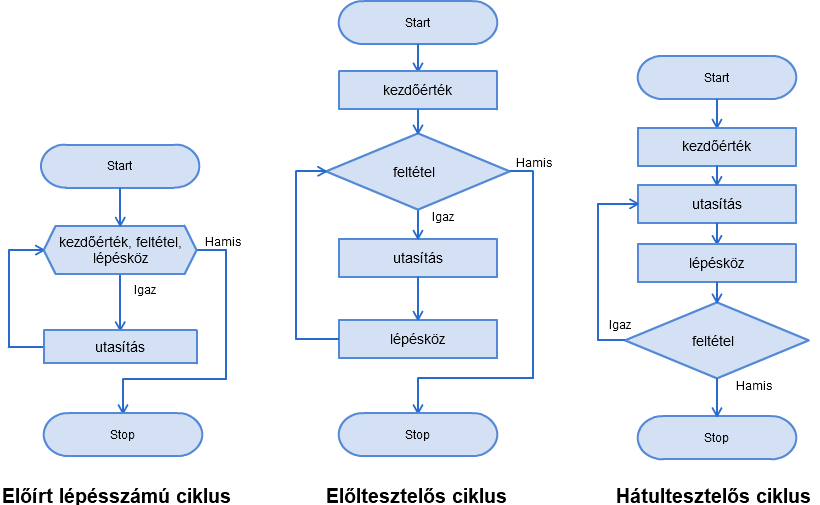 Start
kezdőérték, feltétel,
lépésköz
Hamis
Igaz
utasítás
Stop
Előírt lépésszámú ciklus
Start
kezdőérték
feltétel
Hamis
Igaz
utasítás
lépésköz
Stop
Előltesztelős ciklus
Start
kezdőérték
utasítás
lépésköz
Igaz
feltétel
Hamis
Stop
Hátultesztelős ciklus